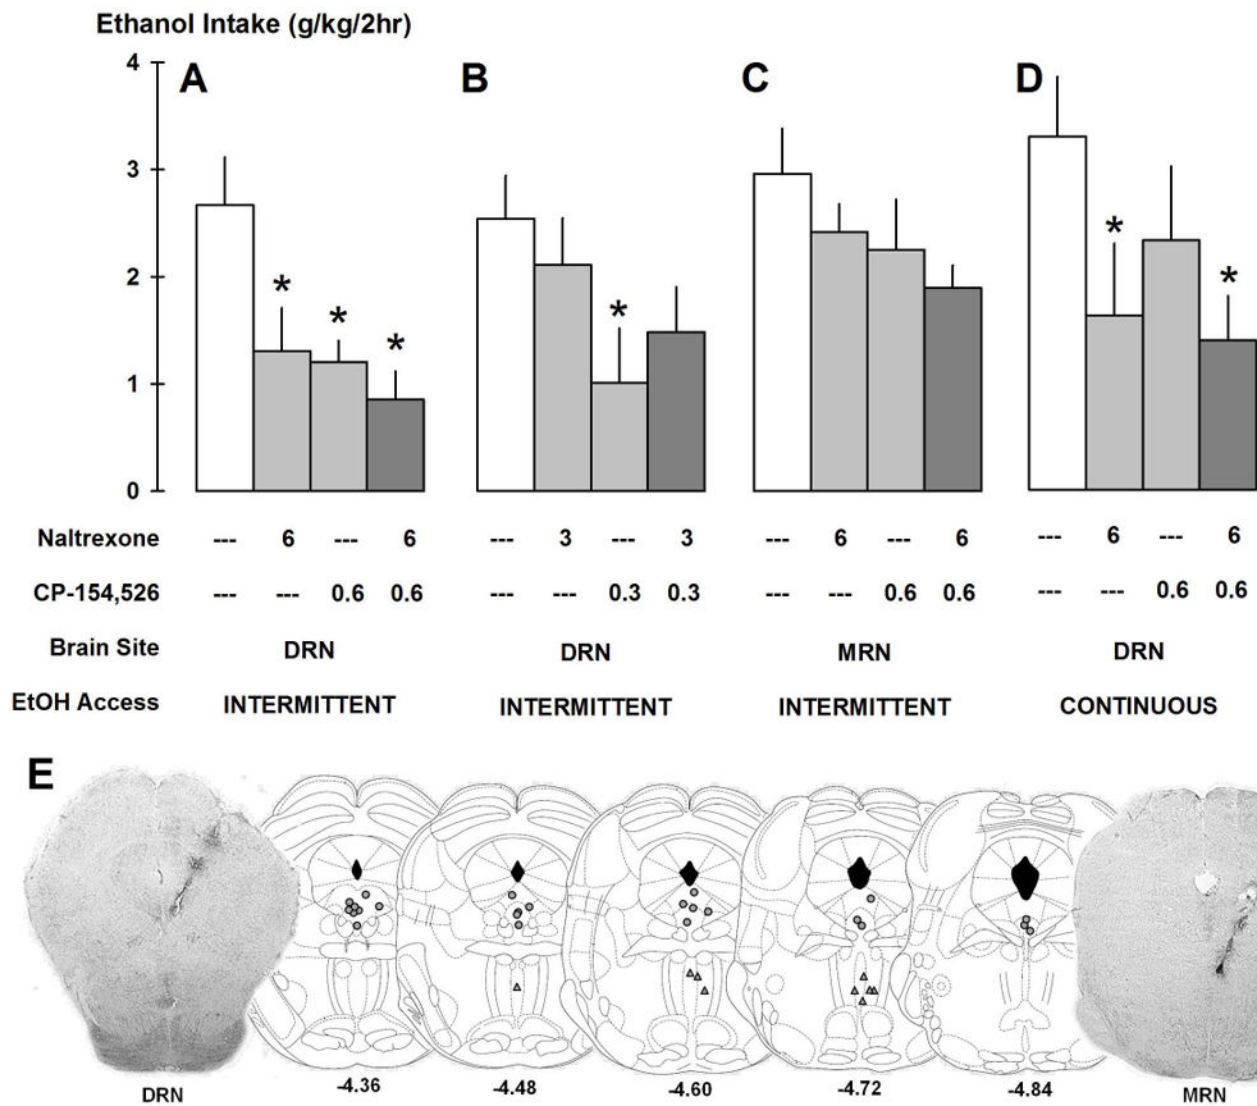 Ethanol Intake (g/kg/2hr)
4
3
2
1
0
A
* * *
B
*
C
D
* *
Naltrexone --- 6 --- 6 --- 3 --- 3 --- 6 --- 6 --- 6 --- 6
CP-154,526 --- --- 0.6 0.6 --- --- 0.3 0.3 --- --- 0.6 0.6 --- --- 0.6 0.6
Brain Site DRN DRN MRN DRN
EtOH Access INTERMITTENT INTERMITTENT INTERMITTENT CONTINUOUS
E
DRN -4.36 -4.48 -4.60 -4.72 -4.84 MRN